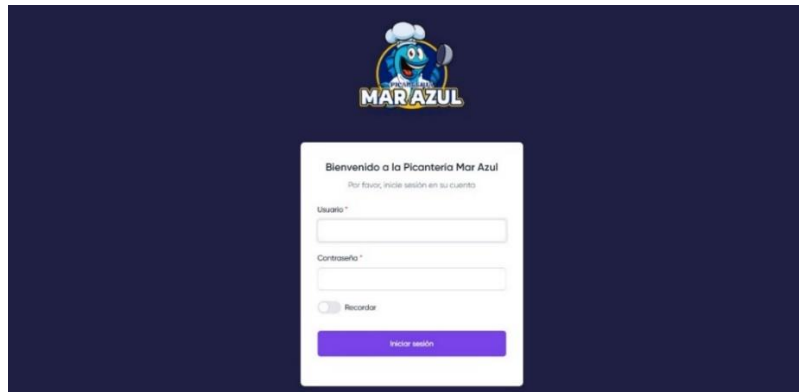 PICANTERIA
MAR AZUL
Bienvenido a la Picantería Mar Azul
Por favor, inicie sesión en su cuenta
Usuario *
Contraseña *
Recordar
Iniciar sesión